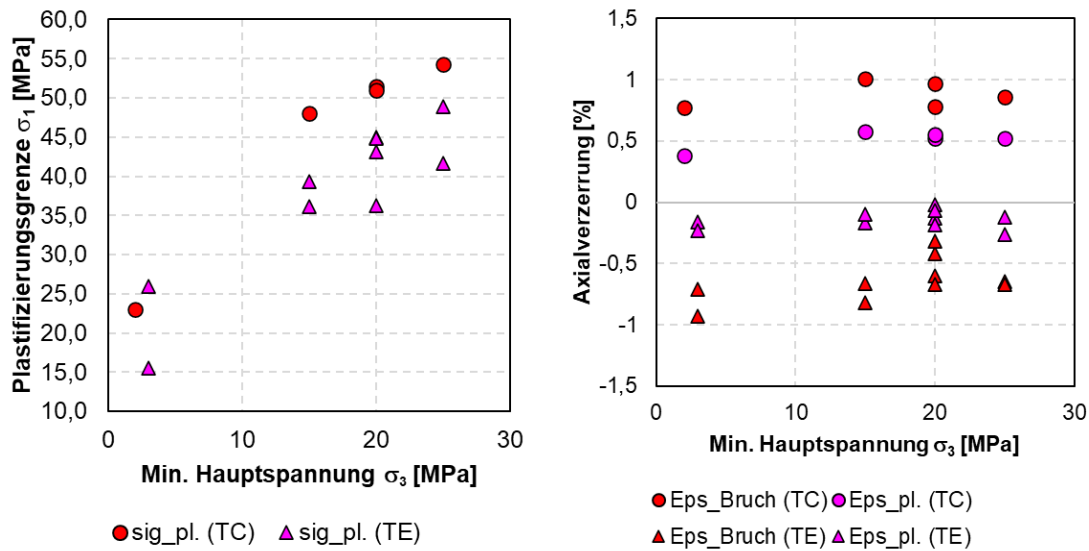 60,0
55,0
50,0
45,0
40,0
35,0
30,0
25,0
20,0
15,0
10,0
Plastifizierungsgrenze σ1 [MPa]
0 10 20 30
Min. Hauptspannung σ3 [MPa]
sig_pl. (TC) sig_pl. (TE)
1,5
1
0,5
0
-0,5
-1
-1,5
Axialverzerrung [%]
0 10 20 30
Min. Hauptspannung σ3 [MPa]
Eps_Bruch (TC) Eps_pl. (TC)
Eps_Bruch (TE) Eps_pl. (TE)